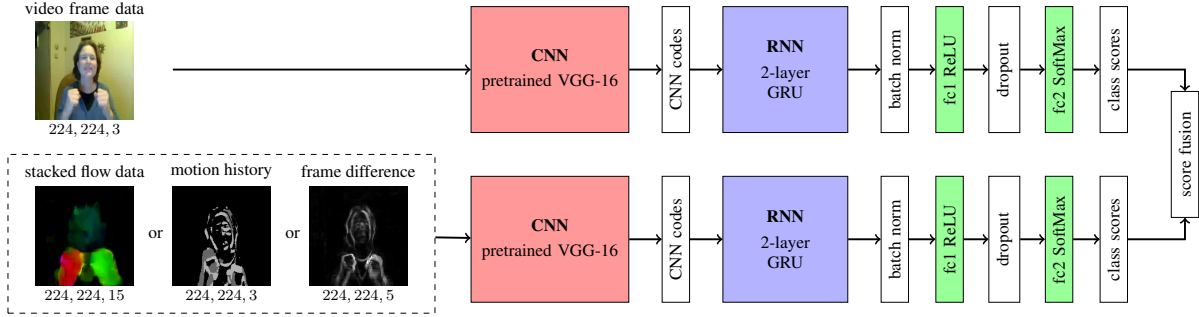 video frame data
224, 224, 3
CNN
pretrained VGG-16
CNN codes
RNN
2-layer
GRU
batch norm
fc1 ReLU
dropout
fc2 SoftMax
class scores
score fusion
stacked flow data
224, 224, 15
or
motion history
224, 224, 3
or
frame difference
224, 224, 5
CNN
pretrained VGG-16
CNN codes
RNN
2-layer
GRU
batch norm
fc1 ReLU
dropout
fc2 SoftMax
class scores